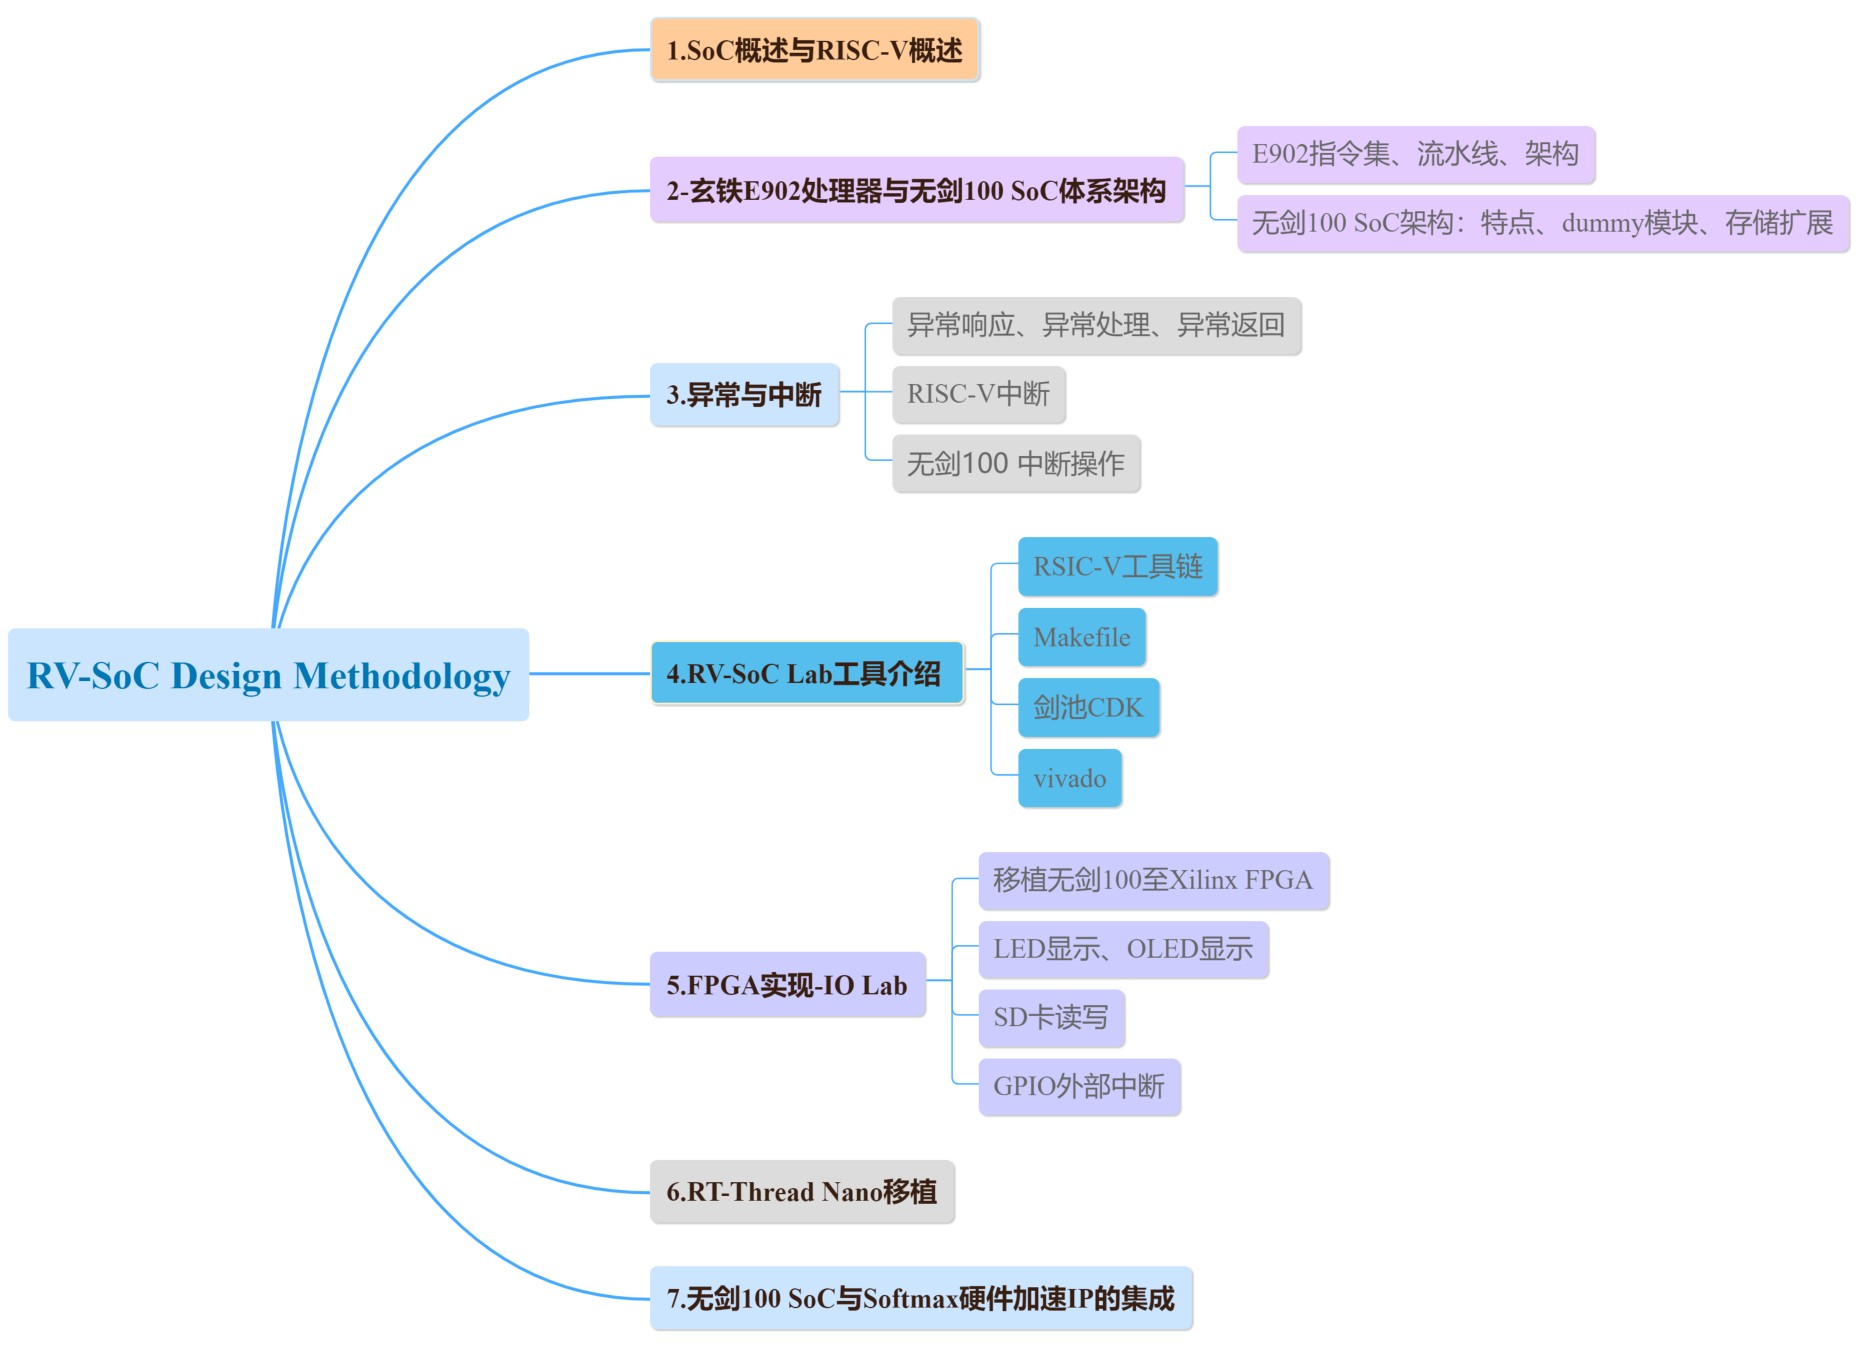 1.SoC概述与RISC-V概述
2-玄铁E902处理器与无剑100 SoC体系架构
E902指令集、流水线、架构
无剑100 SoC架构：特点、dummy模块、存储扩展
3.异常与中断
异常响应、异常处理、异常返回
RISC-V中断
无剑100 中断操作
RV-SoC Design Methodology
4.RV-SoC Lab工具介绍
RSIC-V工具链
Makefile
剑池CDK
vivado
5.FPGA实现-IO Lab
移植无剑100至Xilinx FPGA
LED显示、OLED显示
SD卡读写
GPIO外部中断
6.RT-Thread Nano移植
7.无剑100 SoC与Softmax硬件加速IP的集成